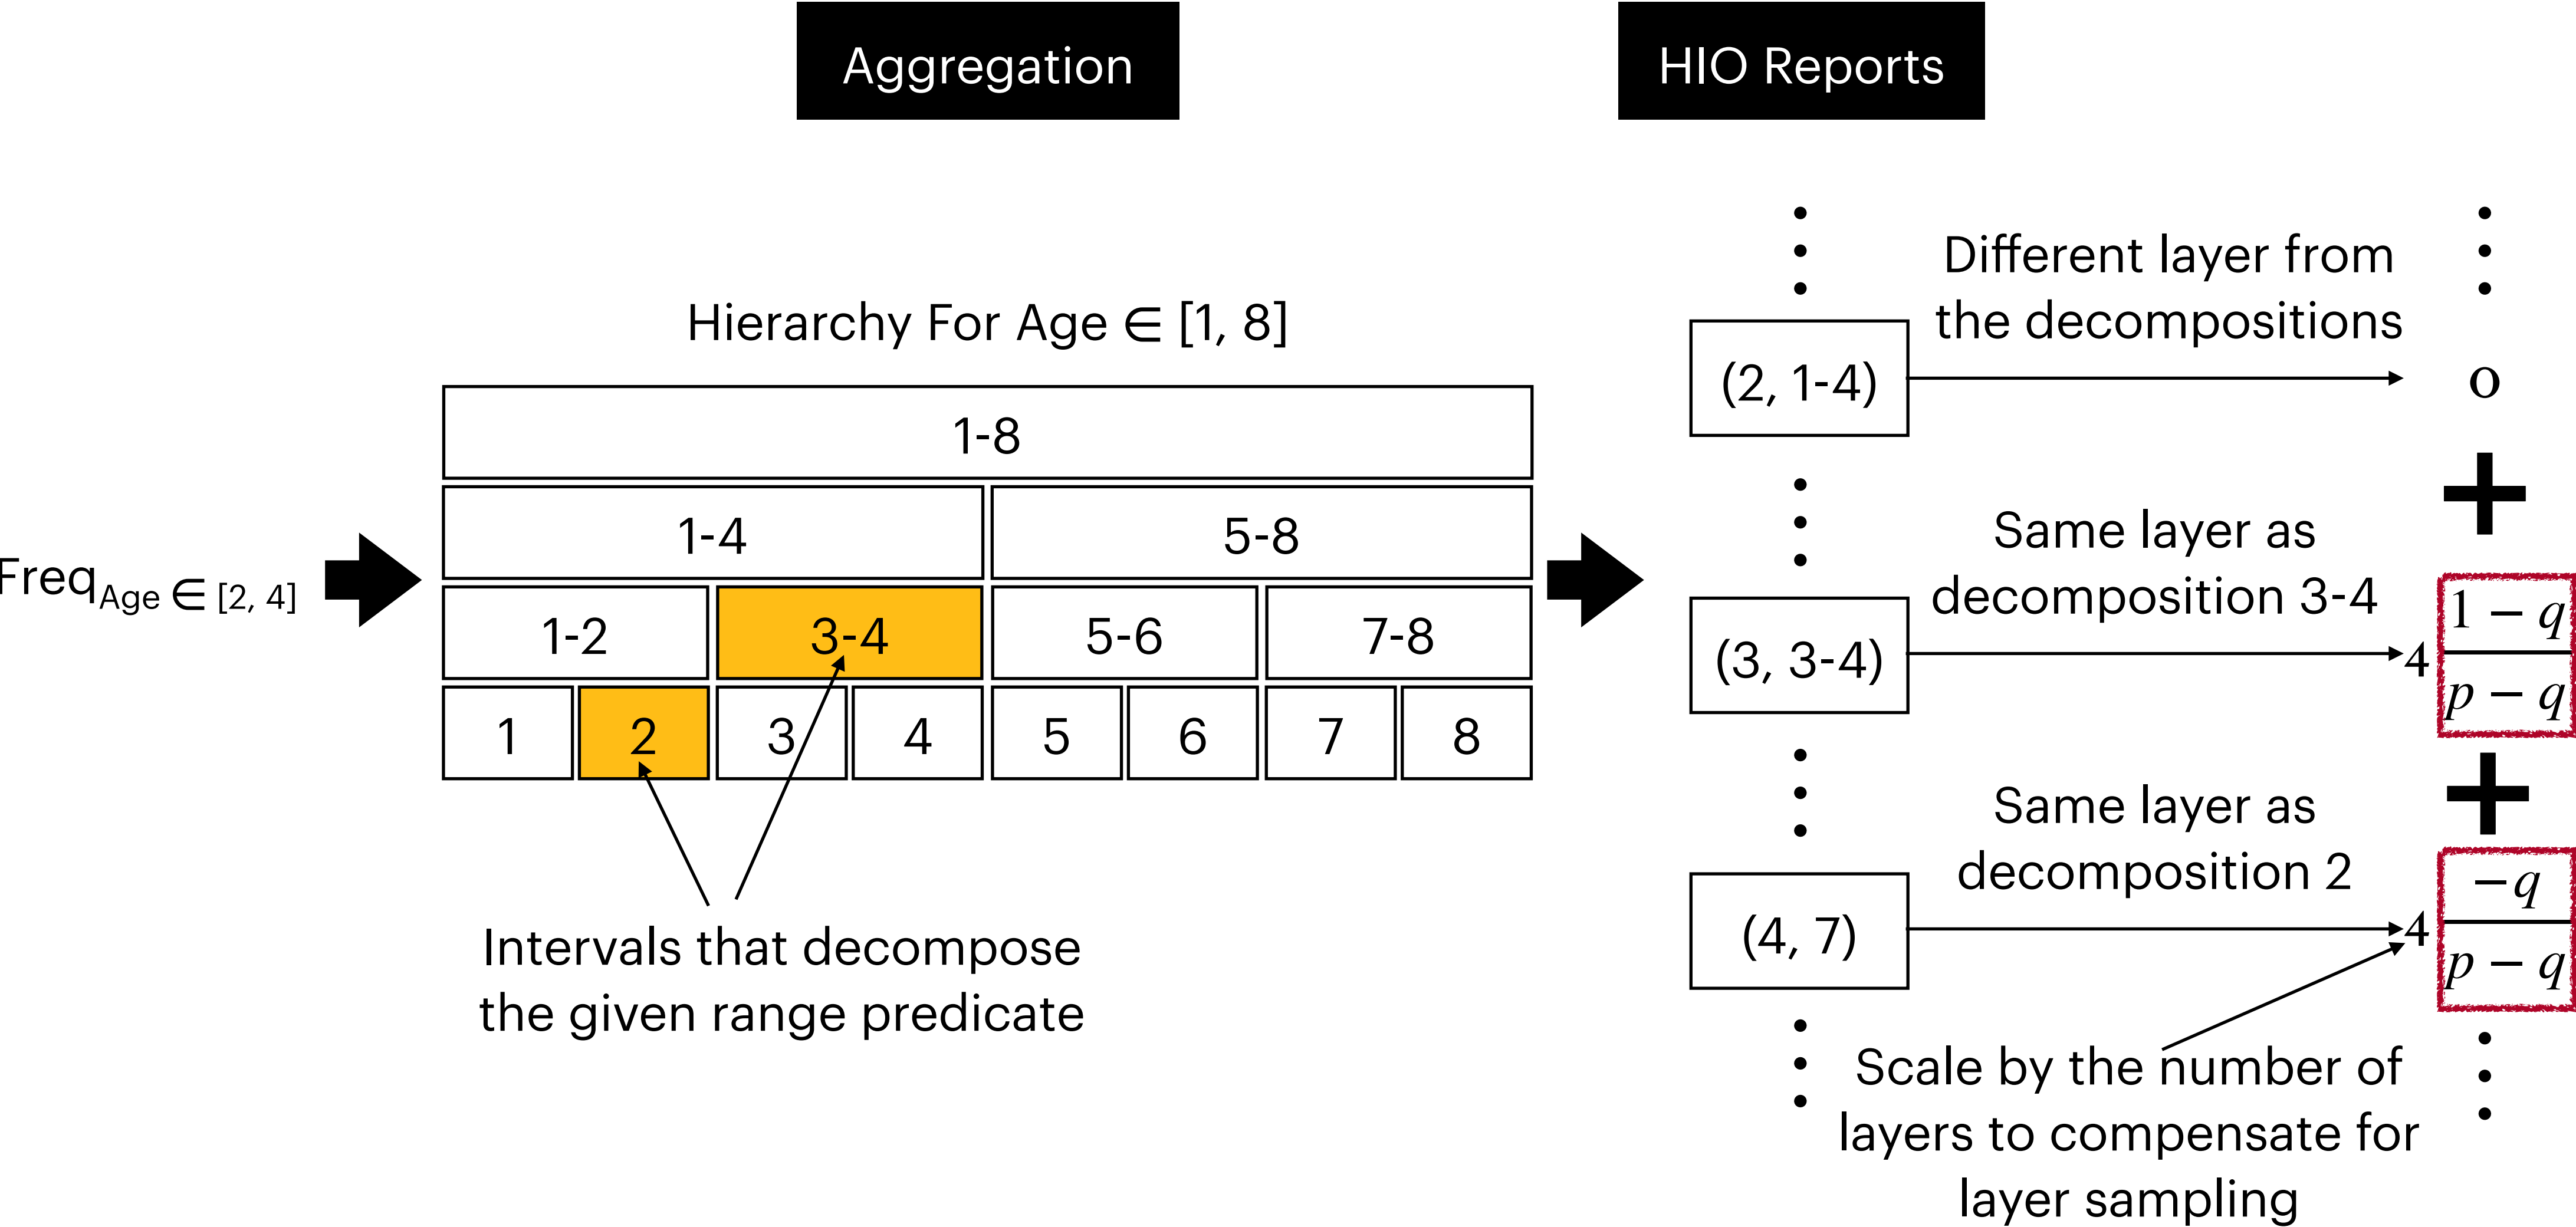 Aggregation
HIO Reports
Hierarchy For Age ∈ [1, 8]
Freq Age ∈ [2, 4]
1-8
1-4 5-8
1-2 3-4 5-6 7-8
1 2 3 4 5 6 7 8
Intervals that decompose
the given range predicate
Different layer from
the decompositions
(2, 1-4)
0
+
Same layer as
decomposition 3-4
(3, 3-4)
4
1 − q
p − q
+
Same layer as
decomposition 2
(4, 7)
4
−q
p − q
Scale by the number of
layers to compensate for
layer sampling